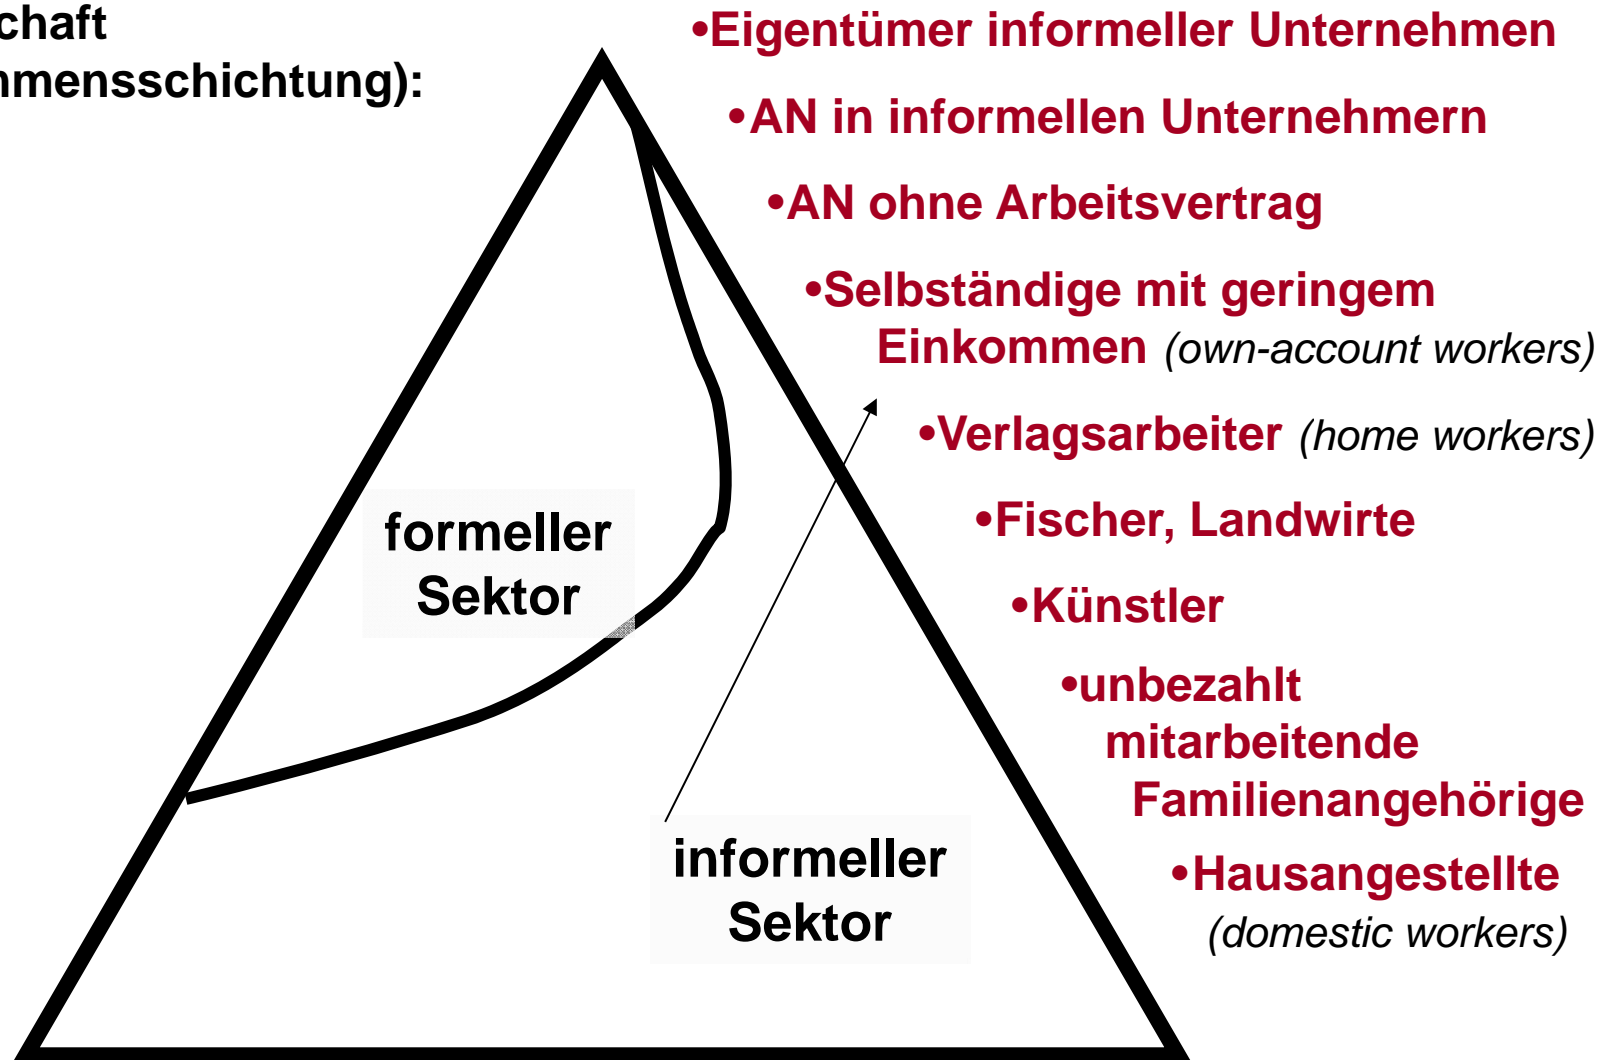 chaft
mmensschichtung):
•Eigentümer informeller Unternehmen
•AN in informellen Unternehmern
•AN ohne Arbeitsvertrag
•Selbständige mit geringem
Einkommen (own-account workers)
•Verlagsarbeiter (home workers)
•Fischer, Landwirte
•Künstler
•unbezahlt
mitarbeitende
Familienangehörige
•Hausangestellte
(domestic workers)
formeller
Sektor
informeller
Sektor